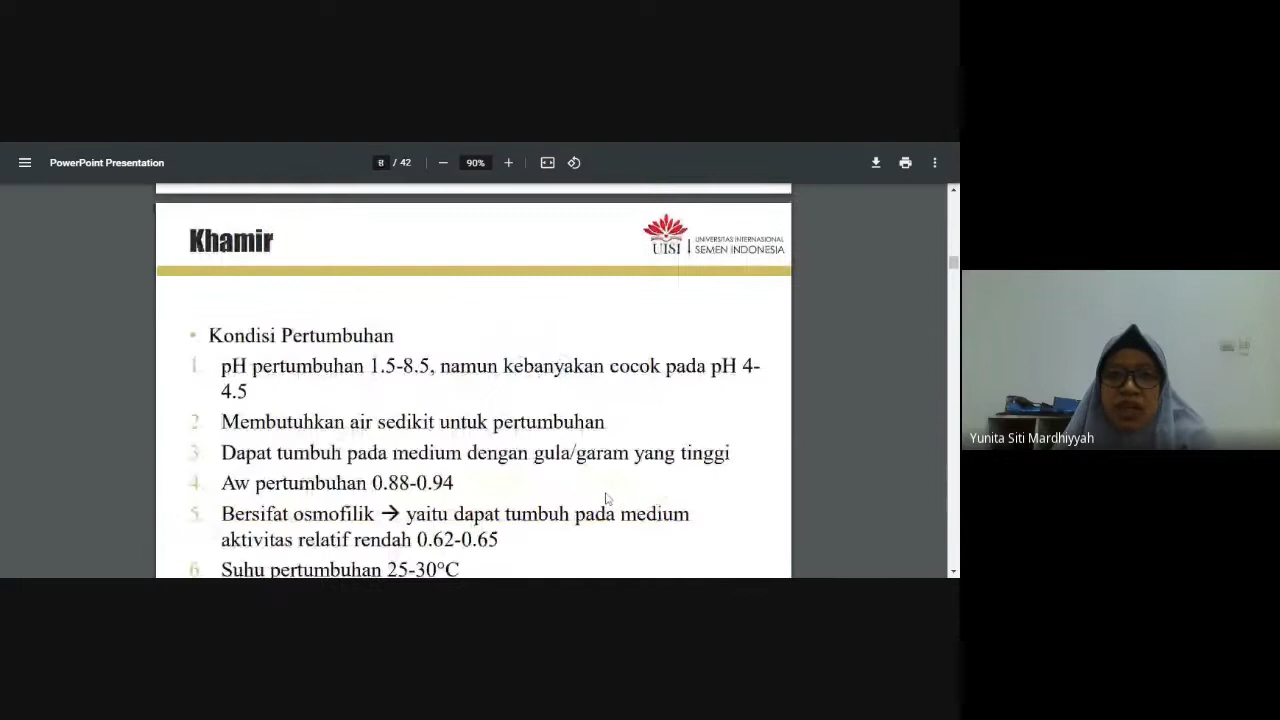 PowerPoint Presentation
8 / 42
90%
Khamir
UISI
UNIVERSITAS INTERNASIONAL
SEMEN INDONESIA
• Kondisi Pertumbuhan
1. pH pertumbuhan 1.5-8.5, namun kebanyakan cocok pada pH 4-
4.5
2. Membutuhkan air sedikit untuk pertumbuhan
3. Dapat tumbuh pada medium dengan gula/garam yang tinggi
4. Aw pertumbuhan 0.88-0.94
5. Bersifat osmofilik → yaitu dapat tumbuh pada medium
aktivitas relatif rendah 0.62-0.65
6. Suhu pertumbuhan 25-30°C
Yunita Siti Mardhiyyah